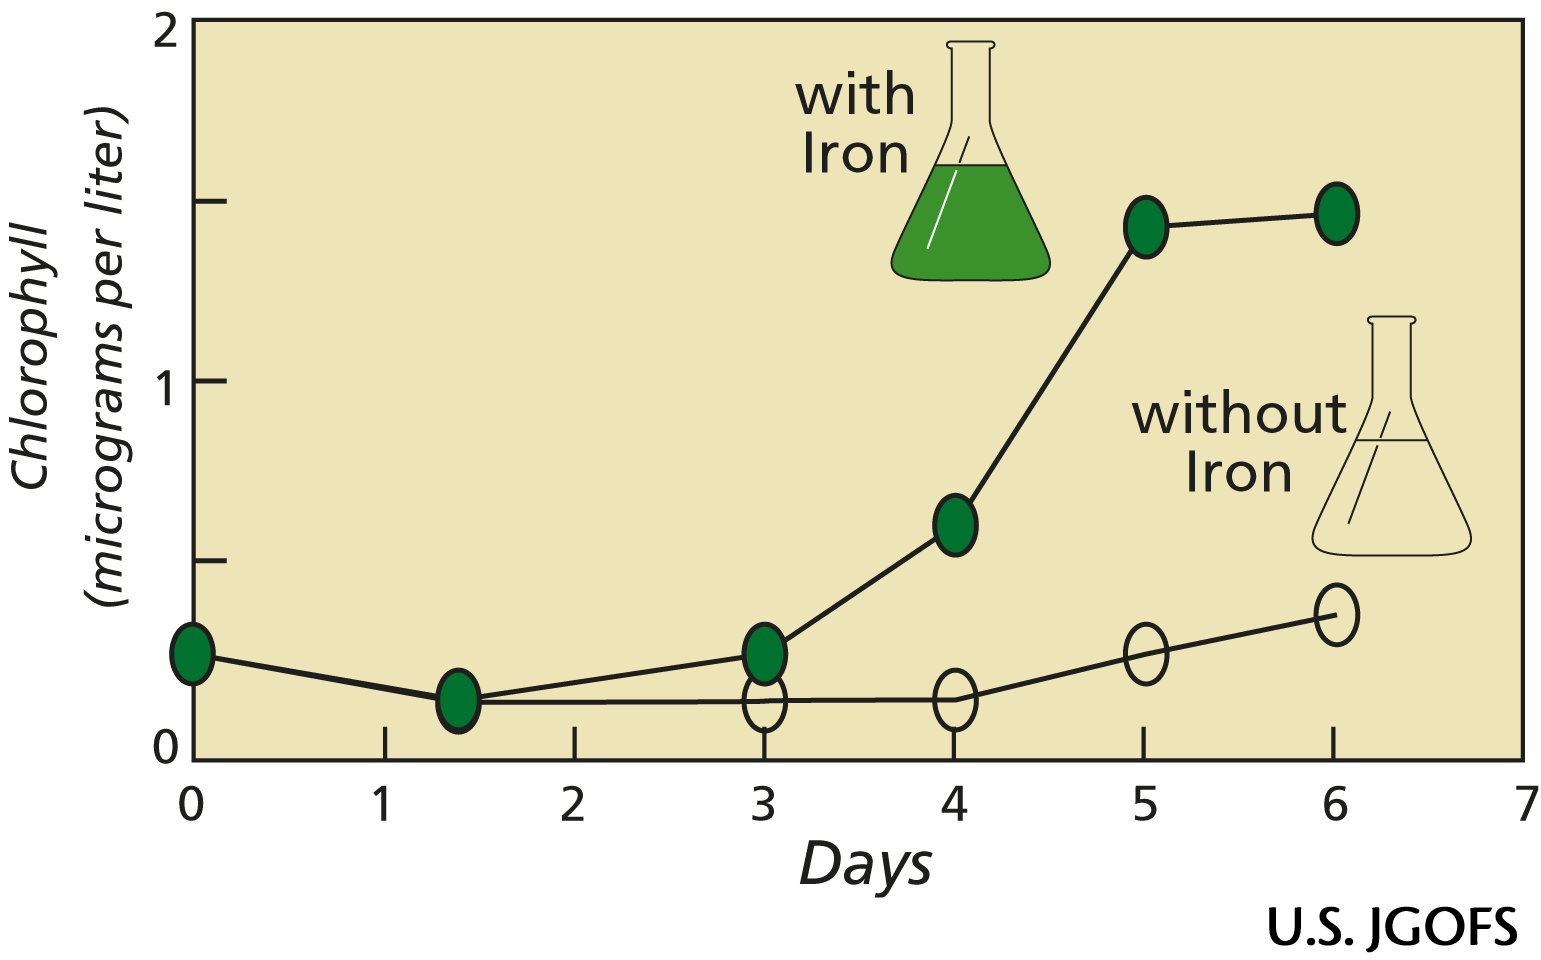 2
with
Iron
Chlorophyll
(micrograms per liter)
1
without
Iron
0
0 1 2 3 4 5 6 7
Days
U.S. JGOFS